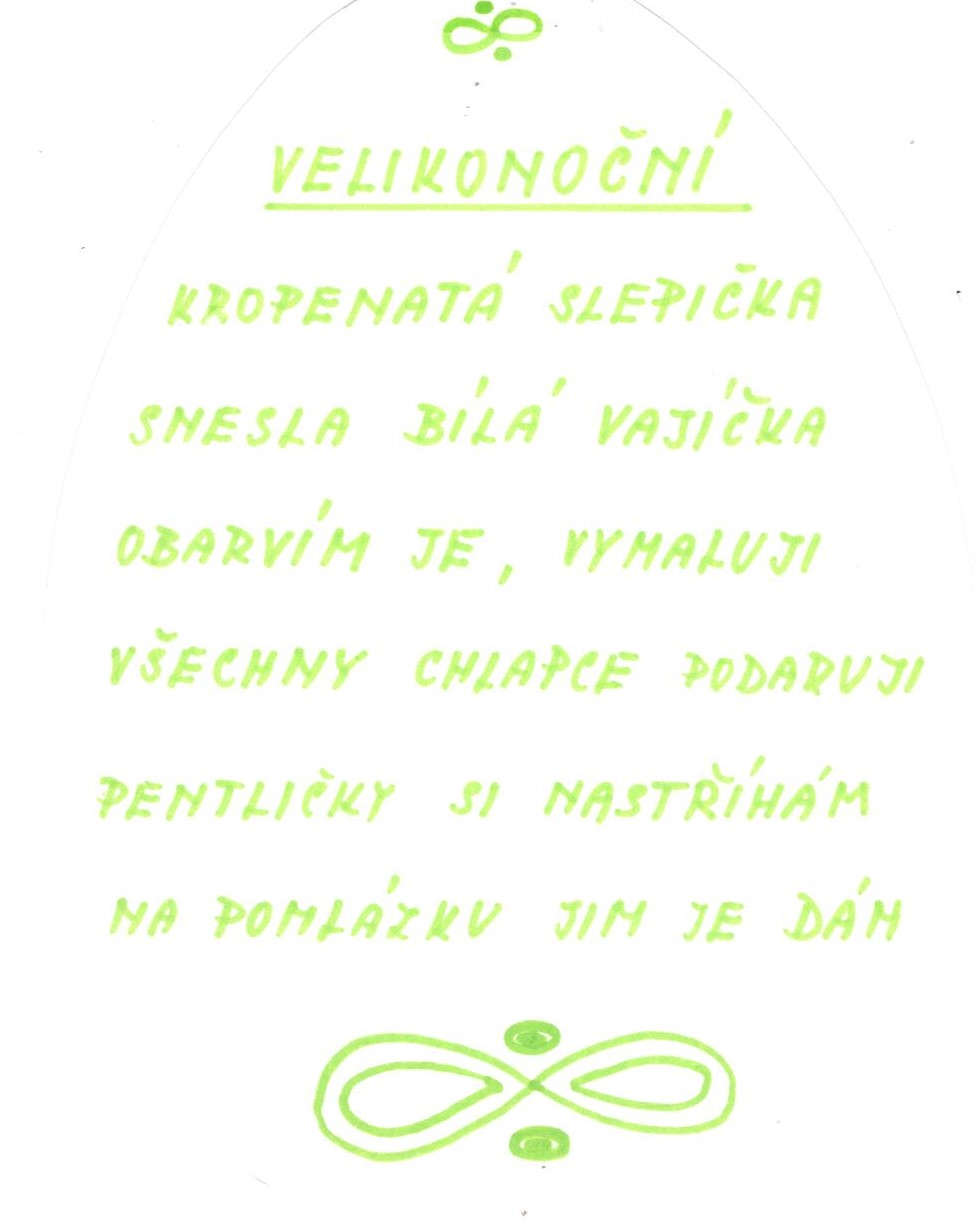 VELIKONOČNÍ
KROPENATÁ SLEPIČKA
SNESLA BÍLÁ VAJÍČKA
OBARVÍM JE, VYMALUJI
VŠECHNY CHLAPCE PODARUJI
PENTLIČKY SI NASTŘÍHÁM
NA POMLÁZKU JIM JE DÁM